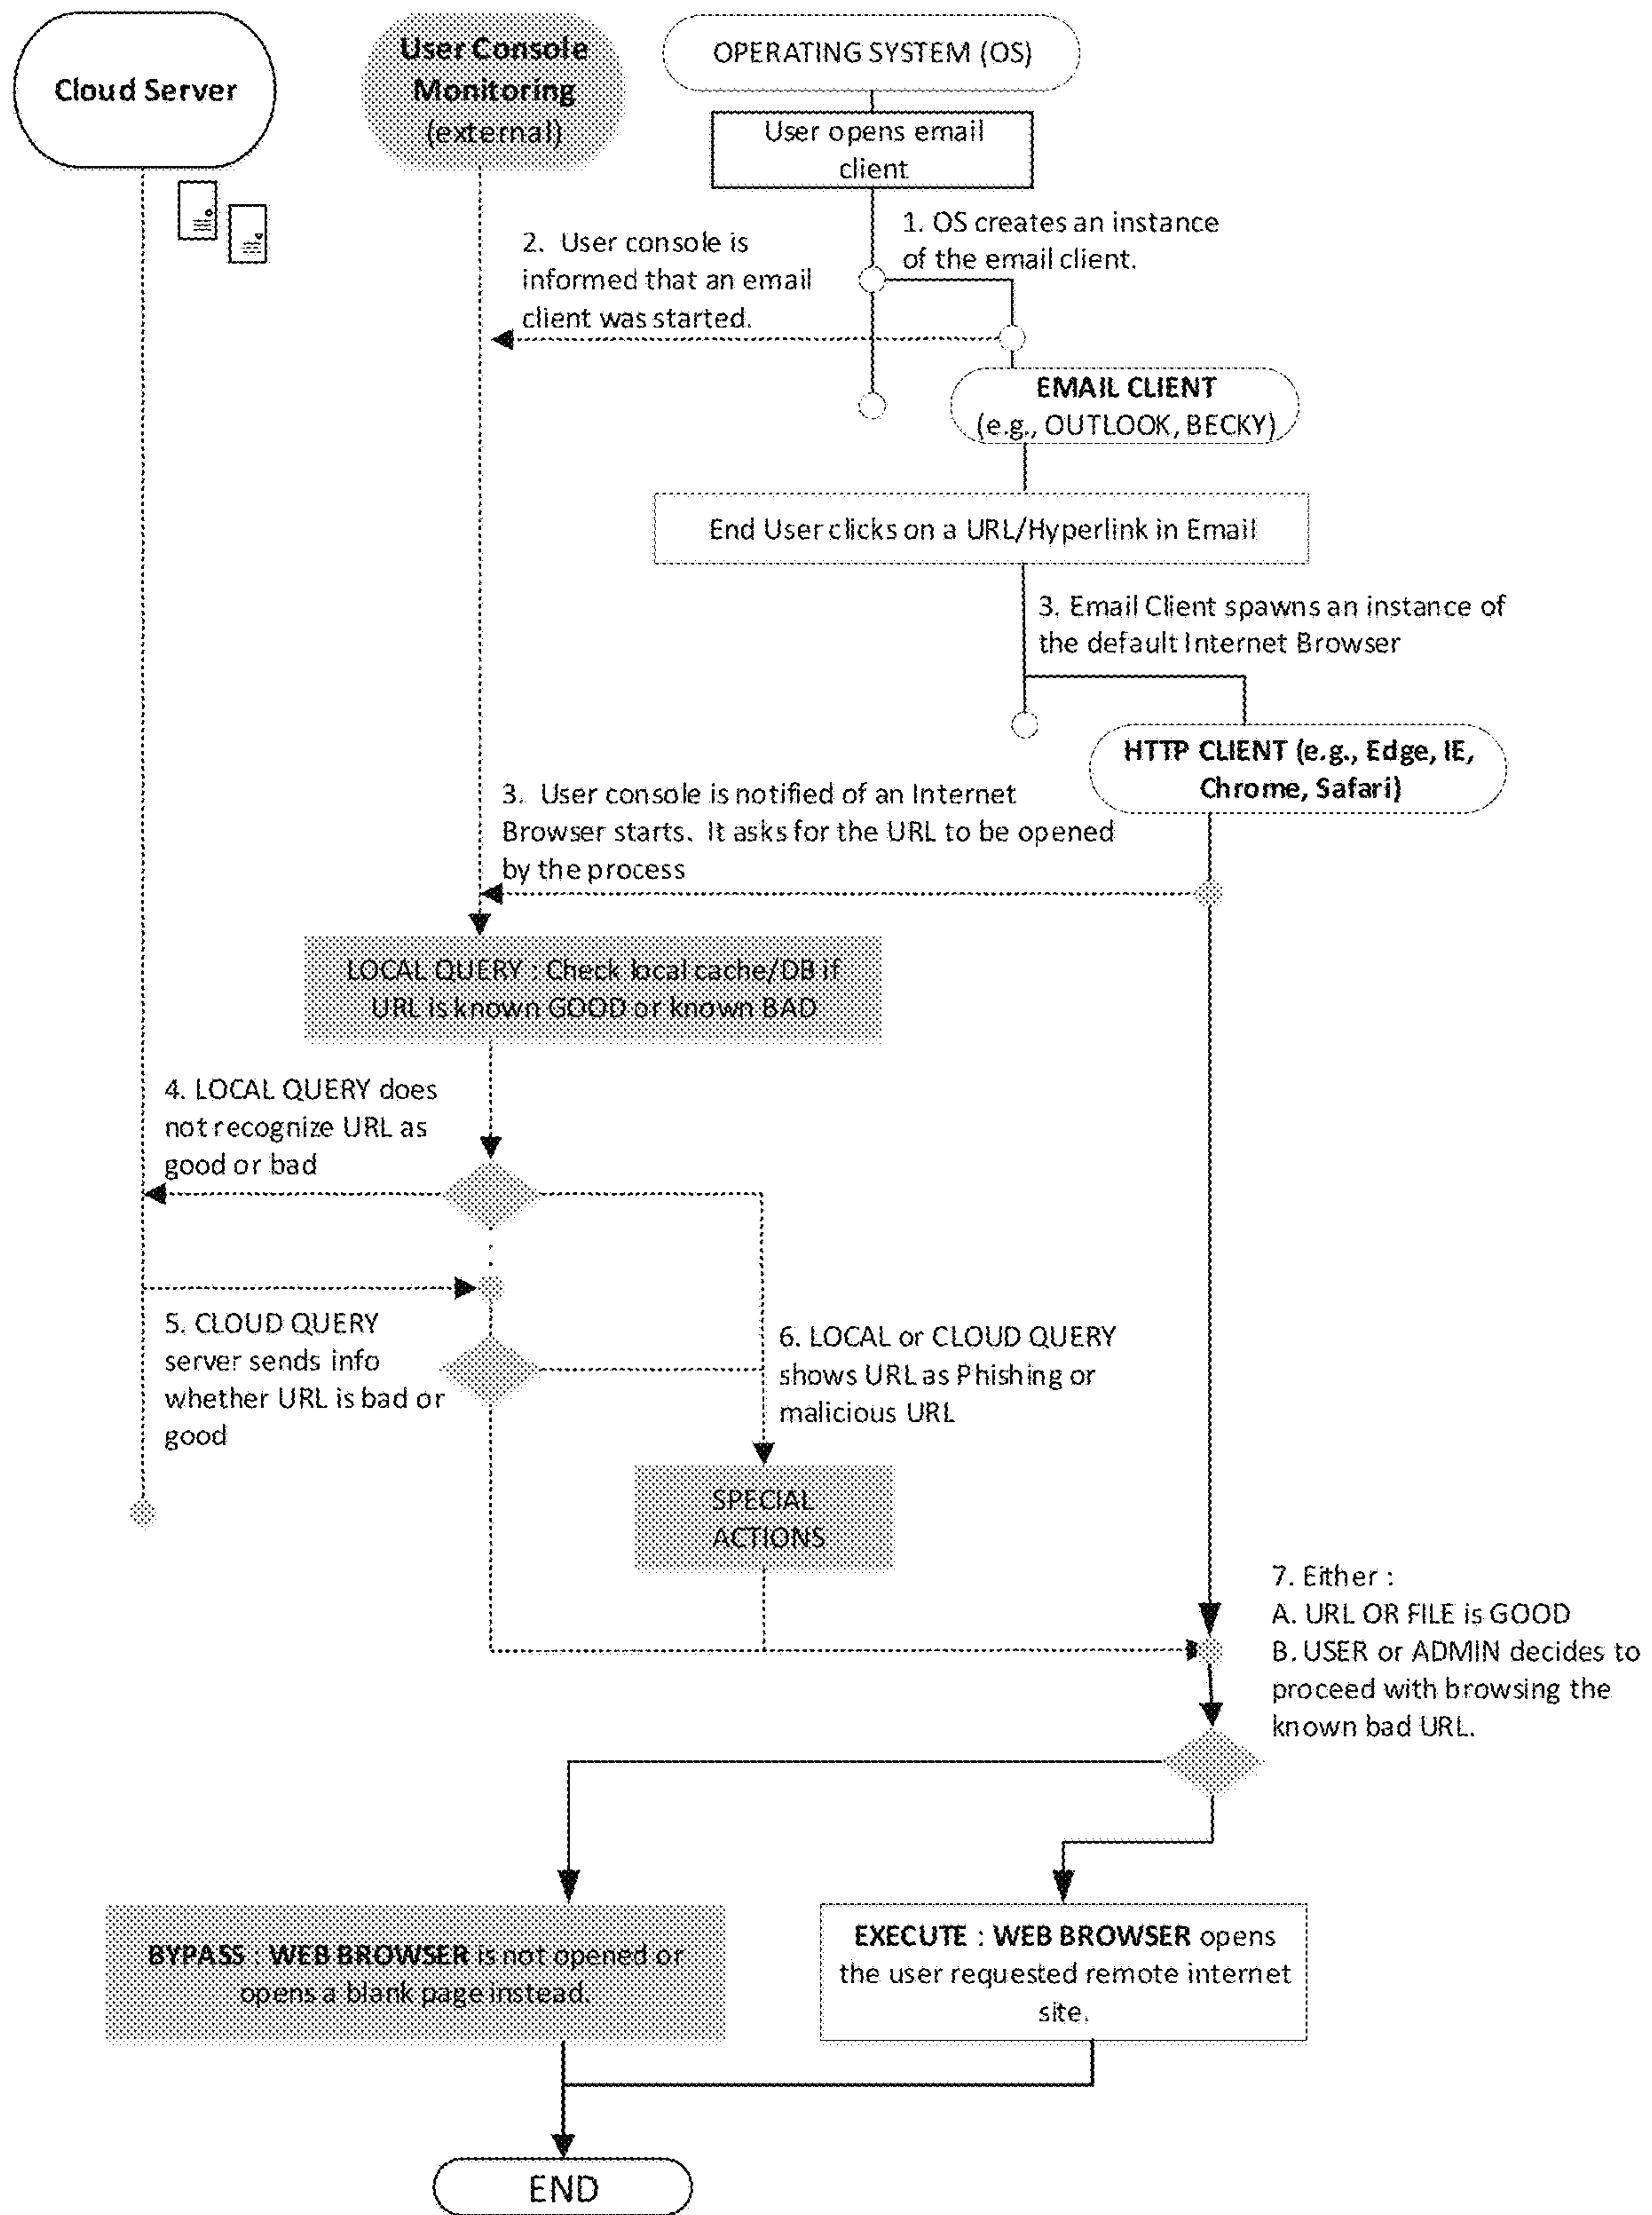 Cloud Server
User Console
Monitoring
(external)
OPERATING SYSTEM (OS)
User opens email
client
1. OS creates an instance
of the email client.
2. User console is
informed that an email
client was started.
EMAIL CLIENT
(e.g., OUTLOOK, BECKY)
End User clicks on a URL/Hyperlink in Email
3. Email Client spawns an instance of
the default Internet Browser
HTTP CLIENT (e.g., Edge, IE,
Chrome, Safari)
3. User console is notified of an Internet
Browser starts. It asks for the URL to be opened
by the process
LOCAL QUERY : Check local cache/DB if
URL is known GOOD or known BAD
4. LOCAL QUERY does
not recognize URL as
good or bad
5. CLOUD QUERY
server sends info
whether URL is bad or
good
6. LOCAL or CLOUD QUERY
shows URL as Phishing or
malicious URL
SPECIAL
ACTIONS
7. Either :
A. URL OR FILE is GOOD
B. USER or ADMIN decides to
proceed with browsing the
known bad URL.
BYPASS : WEB BROWSER is not opened or
opens a blank page instead.
EXECUTE : WEB BROWSER opens
the user requested remote internet
site.
END